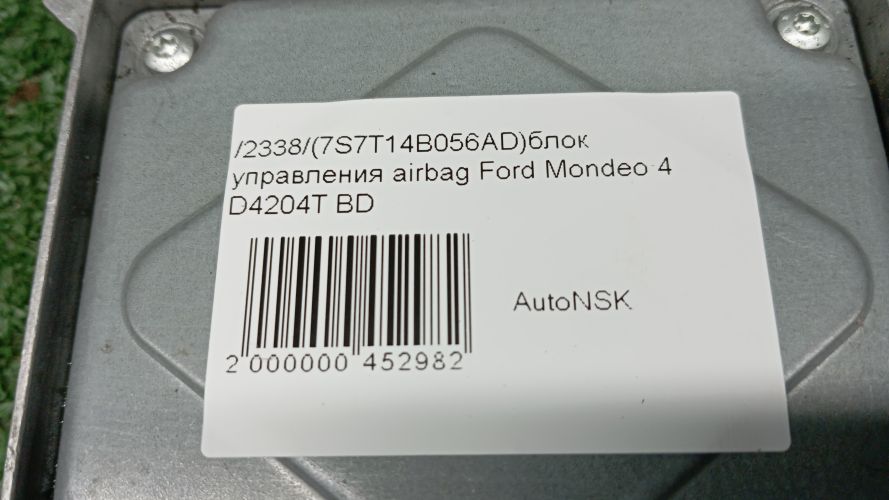 /2338/(7S7T14B056AD)блок
управления airbag Ford Mondeo 4
D4204T BD
AutoNSK
2 000000 452982